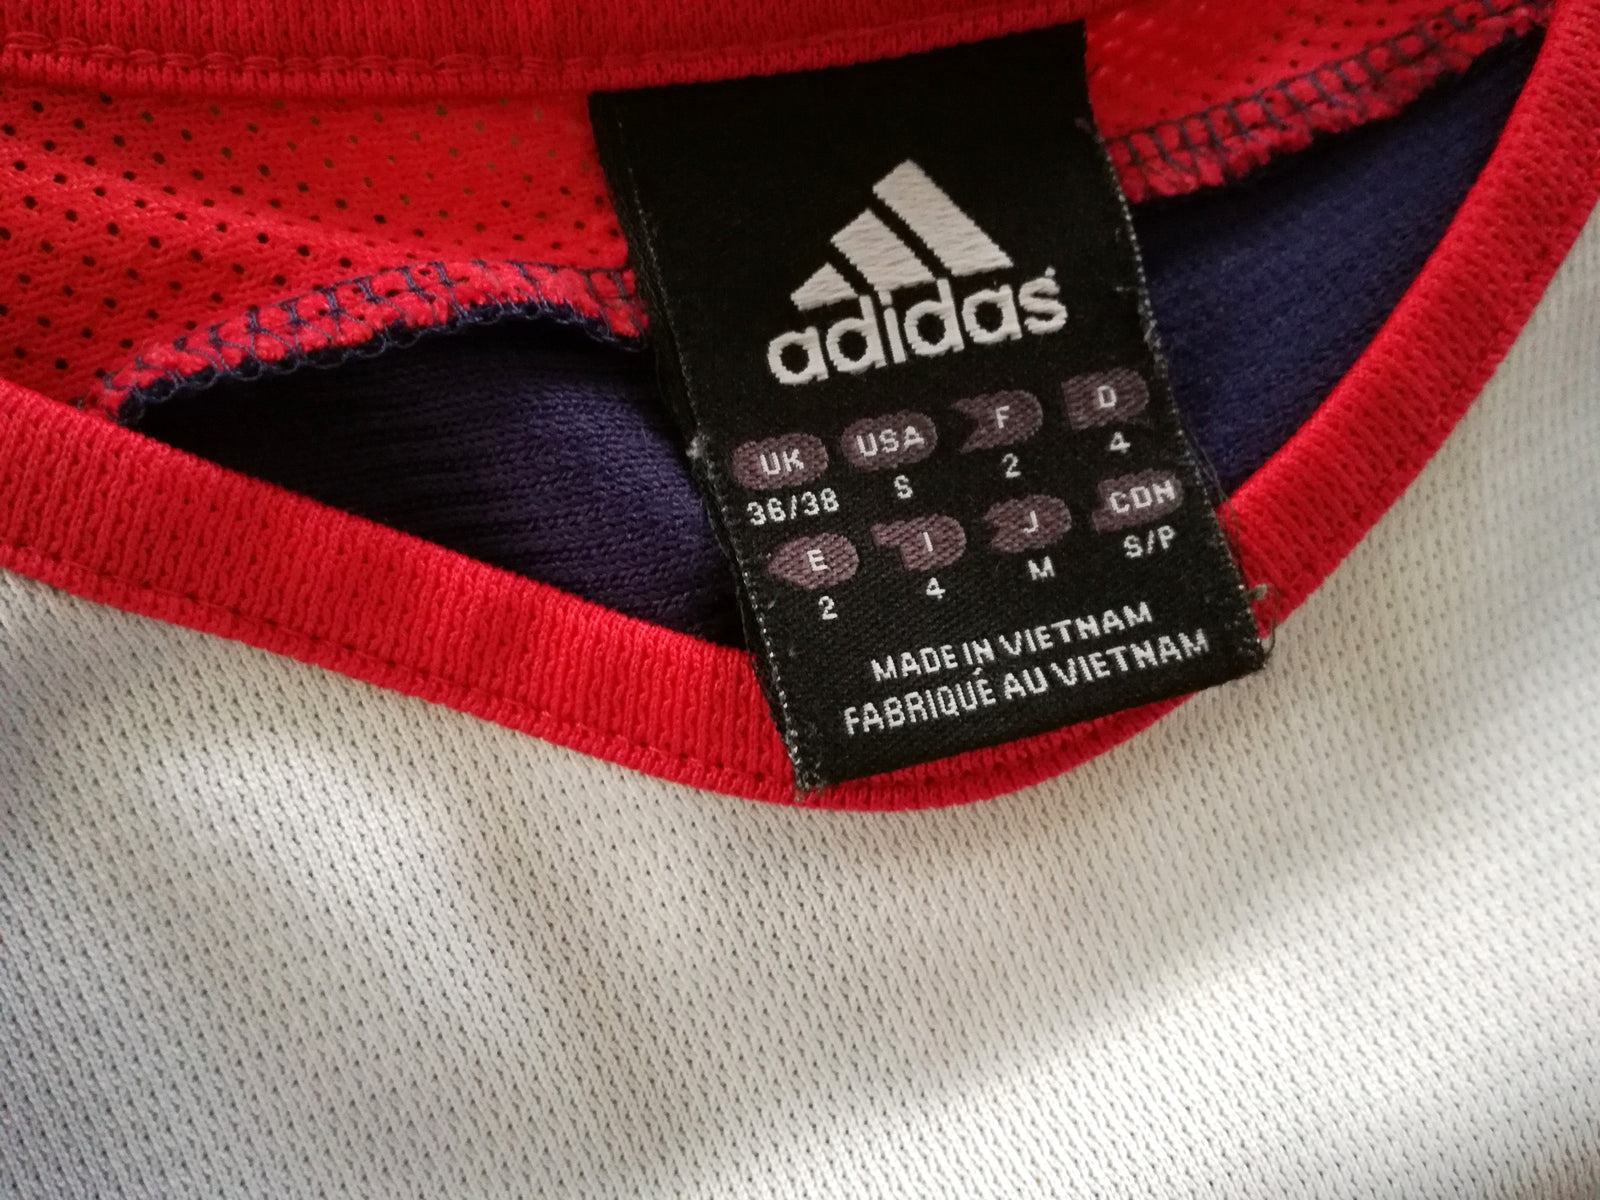 adidas
UK USA F D
36/38 S 2 4
E I J CDN
2 4 M S/P
MADE IN VIETNAM
FABRIQUÉ AU VIETNAM